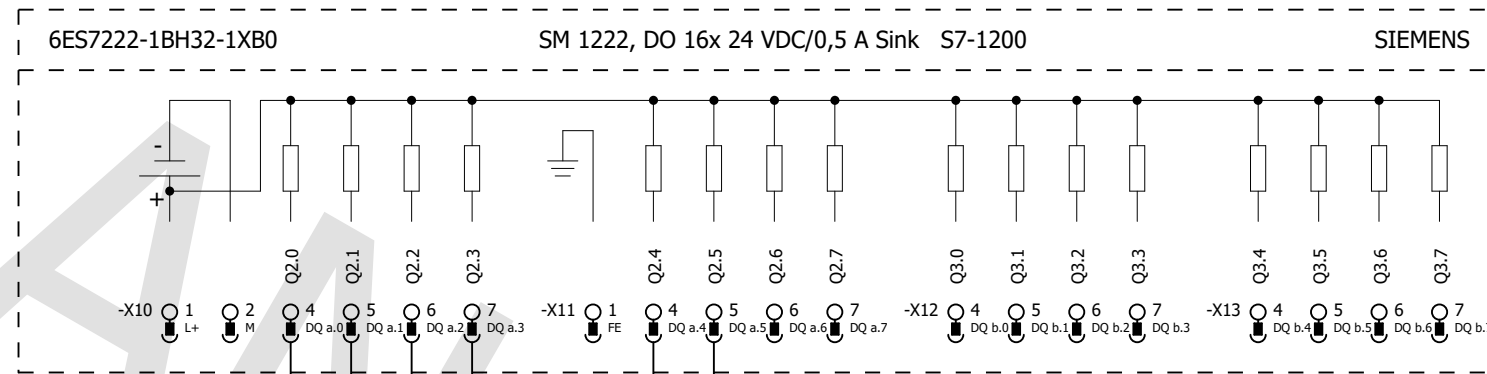 6ES7222-1BH32-1XB0 SM 1222, DO 16x 24 VDC/0,5 A Sink S7-1200 SIEMENS
-
+
Q2.0 Q2.1 Q2.2 Q2.3 Q2.4 Q2.5 Q2.6 Q2.7 Q3.0 Q3.1 Q3.2 Q3.3 Q3.4 Q3.5 Q3.6 Q3.7
-X10 1 2 4 5 6 7 -X11 1 4 5 6 7 -X12 4 5 6 7 -X13 4 5 6 7
L+ M DQ a.0 DQ a.1 DQ a.2 DQ a.3 FE DQ a.4 DQ a.5 DQ a.6 DQ a.7 DQ b.0 DQ b.1 DQ b.2 DQ b.3 DQ b.4 DQ b.5 DQ b.6 DQ b.7